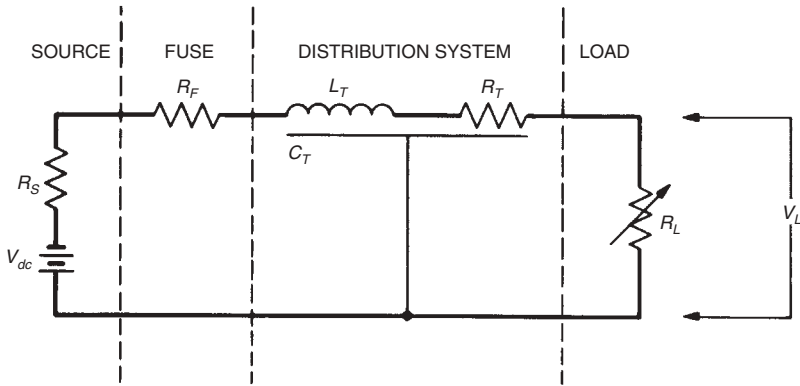 SOURCE
FUSE
DISTRIBUTION SYSTEM
LOAD
R_F
L_T
R_T
C_T
R_S
R_L
V_L
V_dc